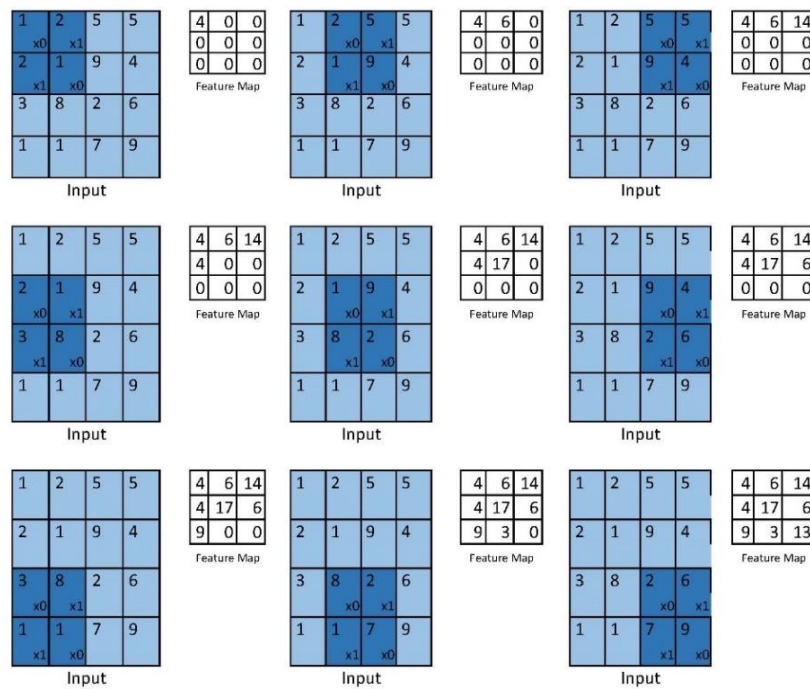 1 2 5 5 4 0 0 1 2 5 5 4 6 0 1 2 5 5 4 6 14
x0 x1 0 0 0 x0 x1 0 0 0 x0 x1 0 0 0
2 1 9 4 0 0 0 2 1 9 4 0 0 0 2 1 9 4 0 0 0
x1 x0 Feature Map x1 x0 Feature Map x1 x0 Feature Map
3 8 2 6 3 8 2 6 3 8 2 6
1 1 7 9 1 1 7 9 1 1 7 9
Input Input Input
1 2 5 5 4 6 14 1 2 5 5 4 6 14 1 2 5 5 4 6 14
4 0 0 4 17 0 4 17 6
2 1 9 4 0 0 0 2 1 9 4 0 0 0 2 1 9 4 0 0 0
x0 x1 Feature Map x0 x1 Feature Map x0 x1 Feature Map
3 8 2 6 3 8 2 6 3 8 2 6
x1 x0 x1 x0 x1 x0
1 1 7 9 1 1 7 9 1 1 7 9
Input Input Input
1 2 5 5 4 6 14 1 2 5 5 4 6 14 1 2 5 5 4 6 14
4 17 6 4 17 6 4 17 6
2 1 9 4 9 0 0 2 1 9 4 9 3 0 2 1 9 4 9 3 13
Feature Map Feature Map Feature Map
3 8 2 6 3 8 2 6 3 8 2 6
x0 x1 x0 x1 x0 x1
1 1 7 9 1 1 7 9 1 1 7 9
x1 x0 x1 x0 x1 x0
Input Input Input